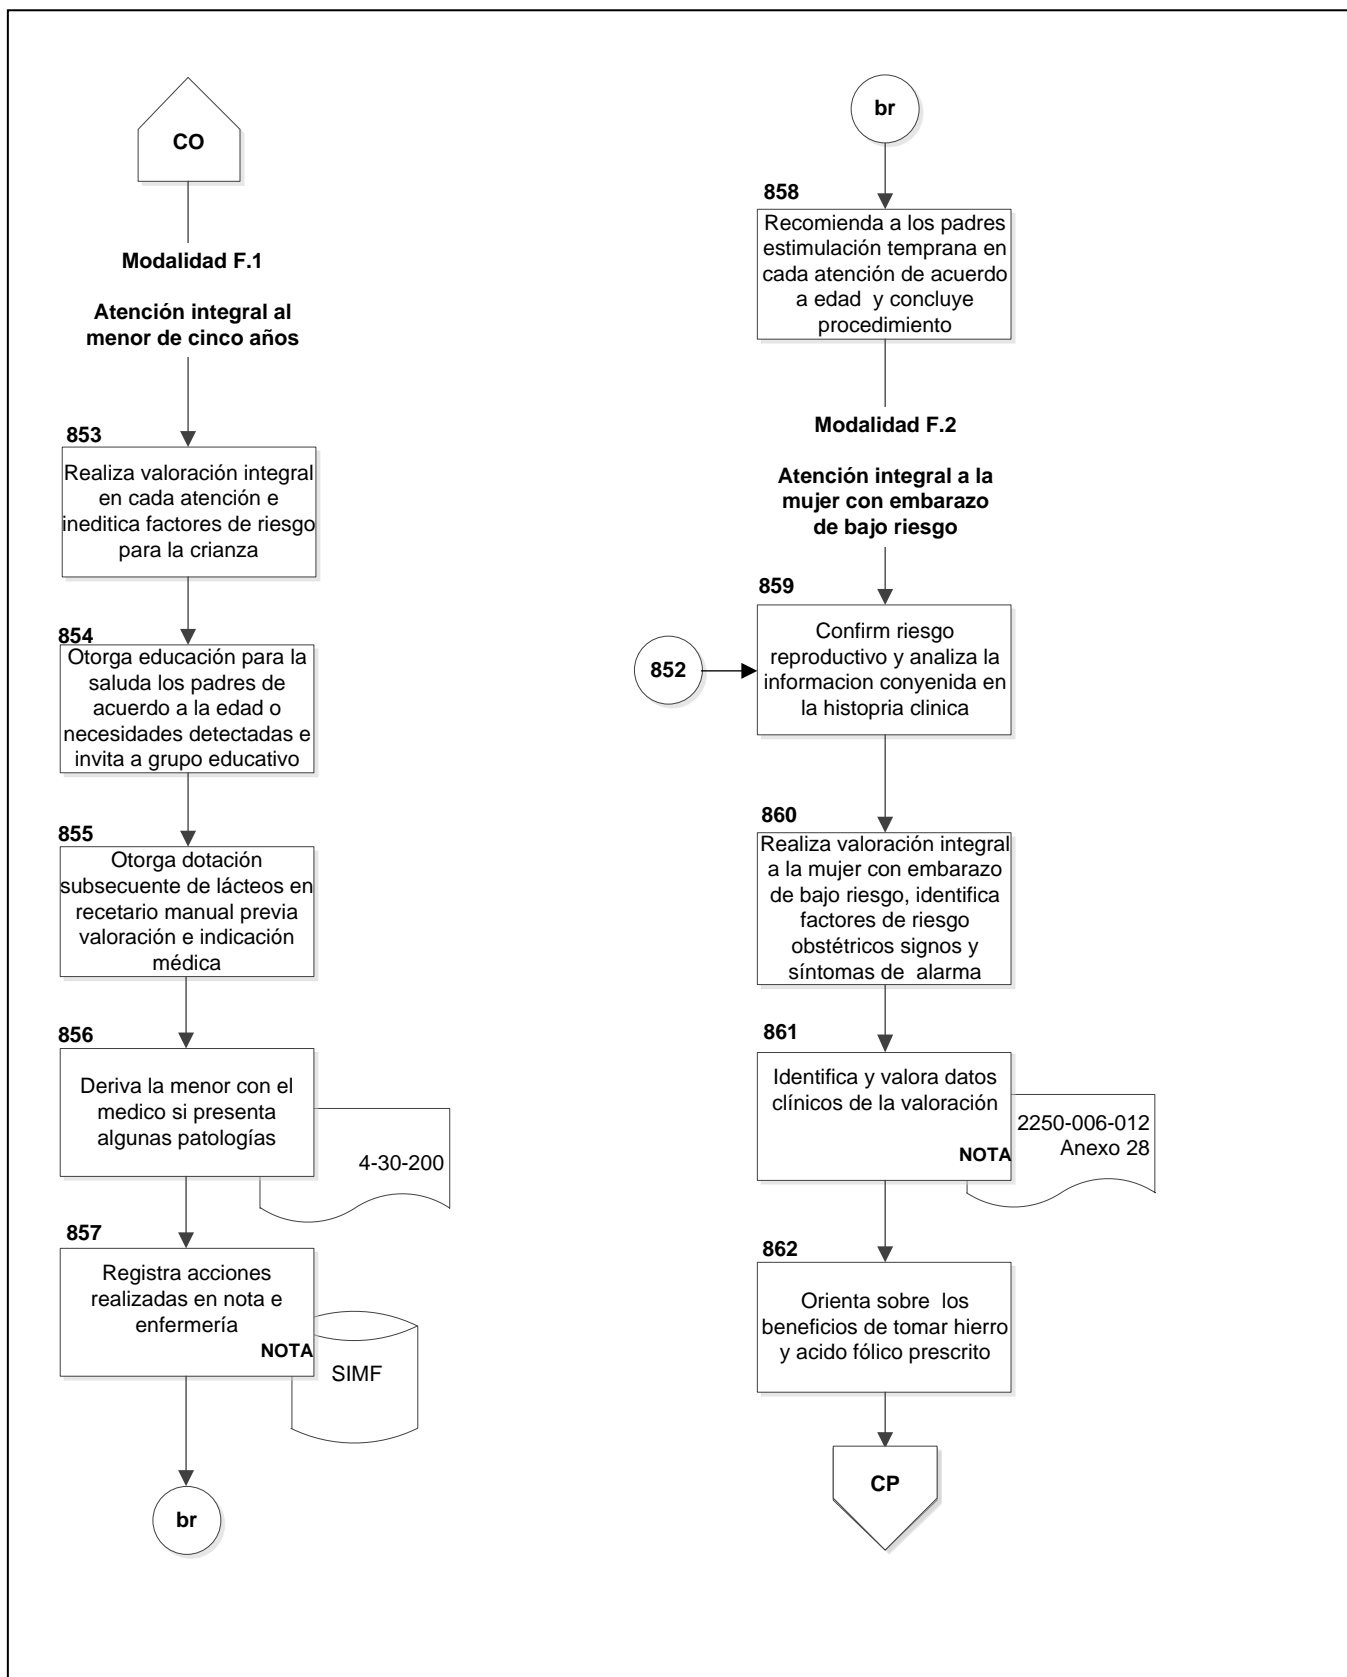 CO
Modalidad F.1
Atención integral al
menor de cinco años
853
Realiza valoración integral
en cada atención e
ineditica factores de riesgo
para la crianza
854
Otorga educación para la
saluda los padres de
acuerdo a la edad o
necesidades detectadas e
invita a grupo educativo
855
Otorga dotación
subsecuente de lácteos en
recetario manual previa
valoración e indicación
médica
856
Deriva la menor con el
medico si presenta
algunas patologías
4-30-200
857
Registra acciones
realizadas en nota e
enfermería
NOTA
SIMF
br
br
858
Recomienda a los padres
estimulación temprana en
cada atención de acuerdo
a edad y concluye
procedimiento
Modalidad F.2
Atención integral a la
mujer con embarazo
de bajo riesgo
859
852
Confirm riesgo
reproductivo y analiza la
informacion conyenida en
la histopria clinica
860
Realiza valoración integral
a la mujer con embarazo
de bajo riesgo, identifica
factores de riesgo
obstétricos signos y
síntomas de alarma
861
Identifica y valora datos
clínicos de la valoración
NOTA
2250-006-012
Anexo 28
862
Orienta sobre los
beneficios de tomar hierro
y acido fólico prescrito
CP